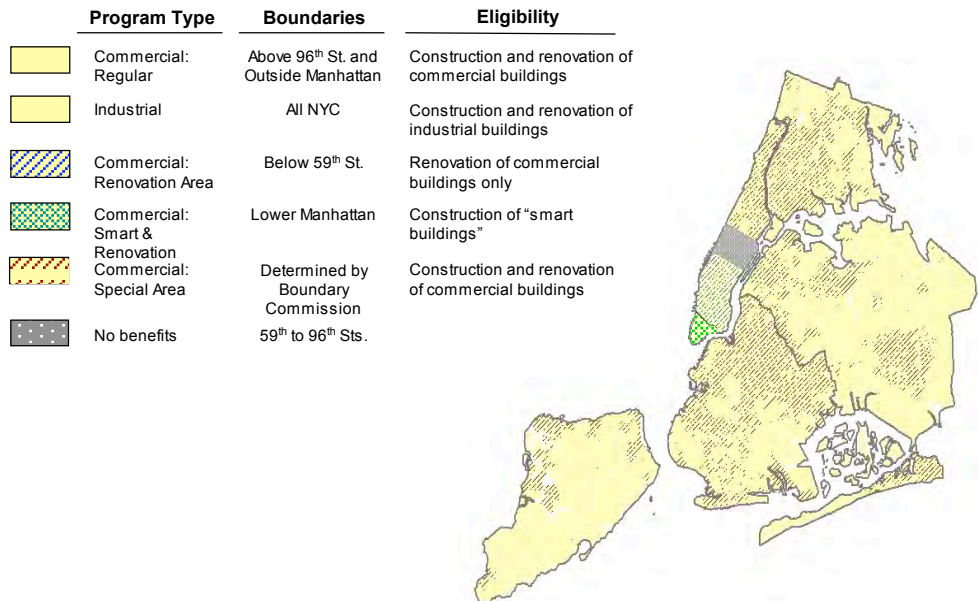 Program Type Boundaries Eligibility
Commercial: Above 96th St. and Construction and renovation of
Regular Outside Manhattan commercial buildings
Industrial All NYC Construction and renovation of
industrial buildings
Commercial: Below 59th St. Renovation of commercial
Renovation Area buildings only
Commercial: Lower Manhattan Construction of “smart
Smart & buildings”
Renovation
Commercial: Determined by Construction and renovation
Special Area Boundary of commercial buildings
Commission
No benefits 59th to 96th Sts.